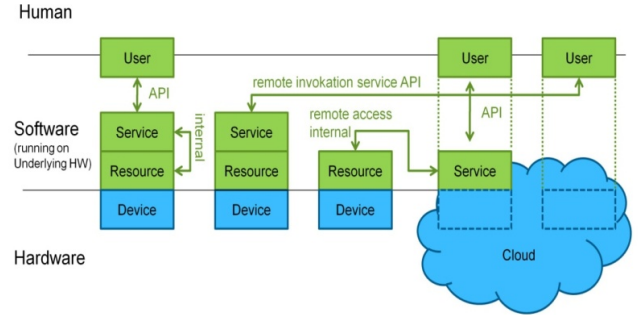 Human
User
User
User
remote invokation service API
API
API
remote access
internal
Software
(running on
Underlying HW)
Service
Service
internal
Resource
Resource
Resource
Service
Device
Device
Device
Cloud
Hardware